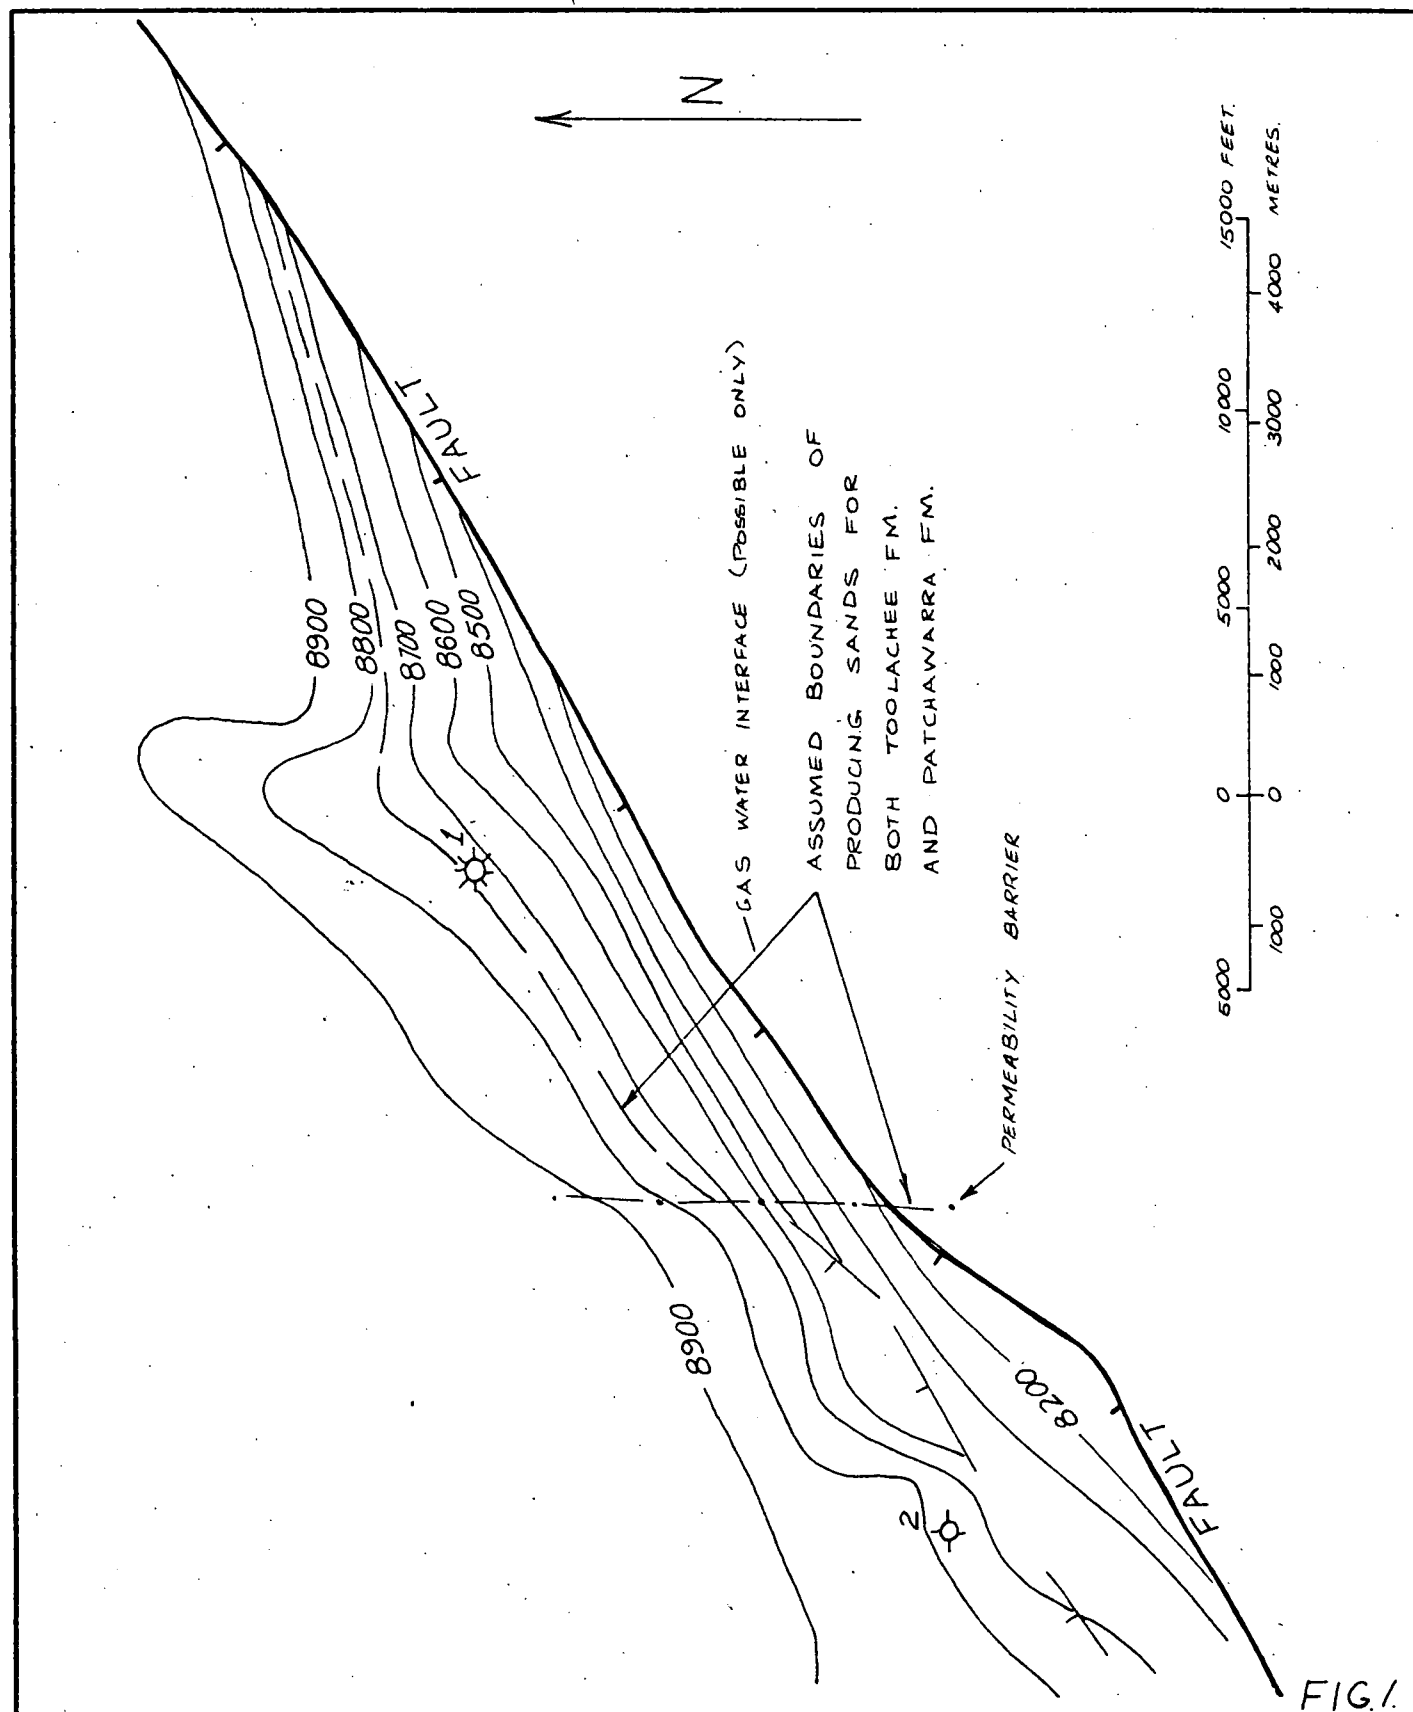 N
15000 FEET.
METRES.
4000
10000
3000
2000
5000
1000
0
0
1000
5000
FAULT
8900
8800
8700
8600
8500
1
GAS WATER INTERFACE (POSSIBLE ONLY)
ASSUMED BOUNDARIES OF
PRODUCING SANDS FOR
BOTH TOOLACHEE FM.
AND PATCHAWARRA FM.
PERMEABILITY BARRIER
8900
2
8200
FAULT
FIG.1.